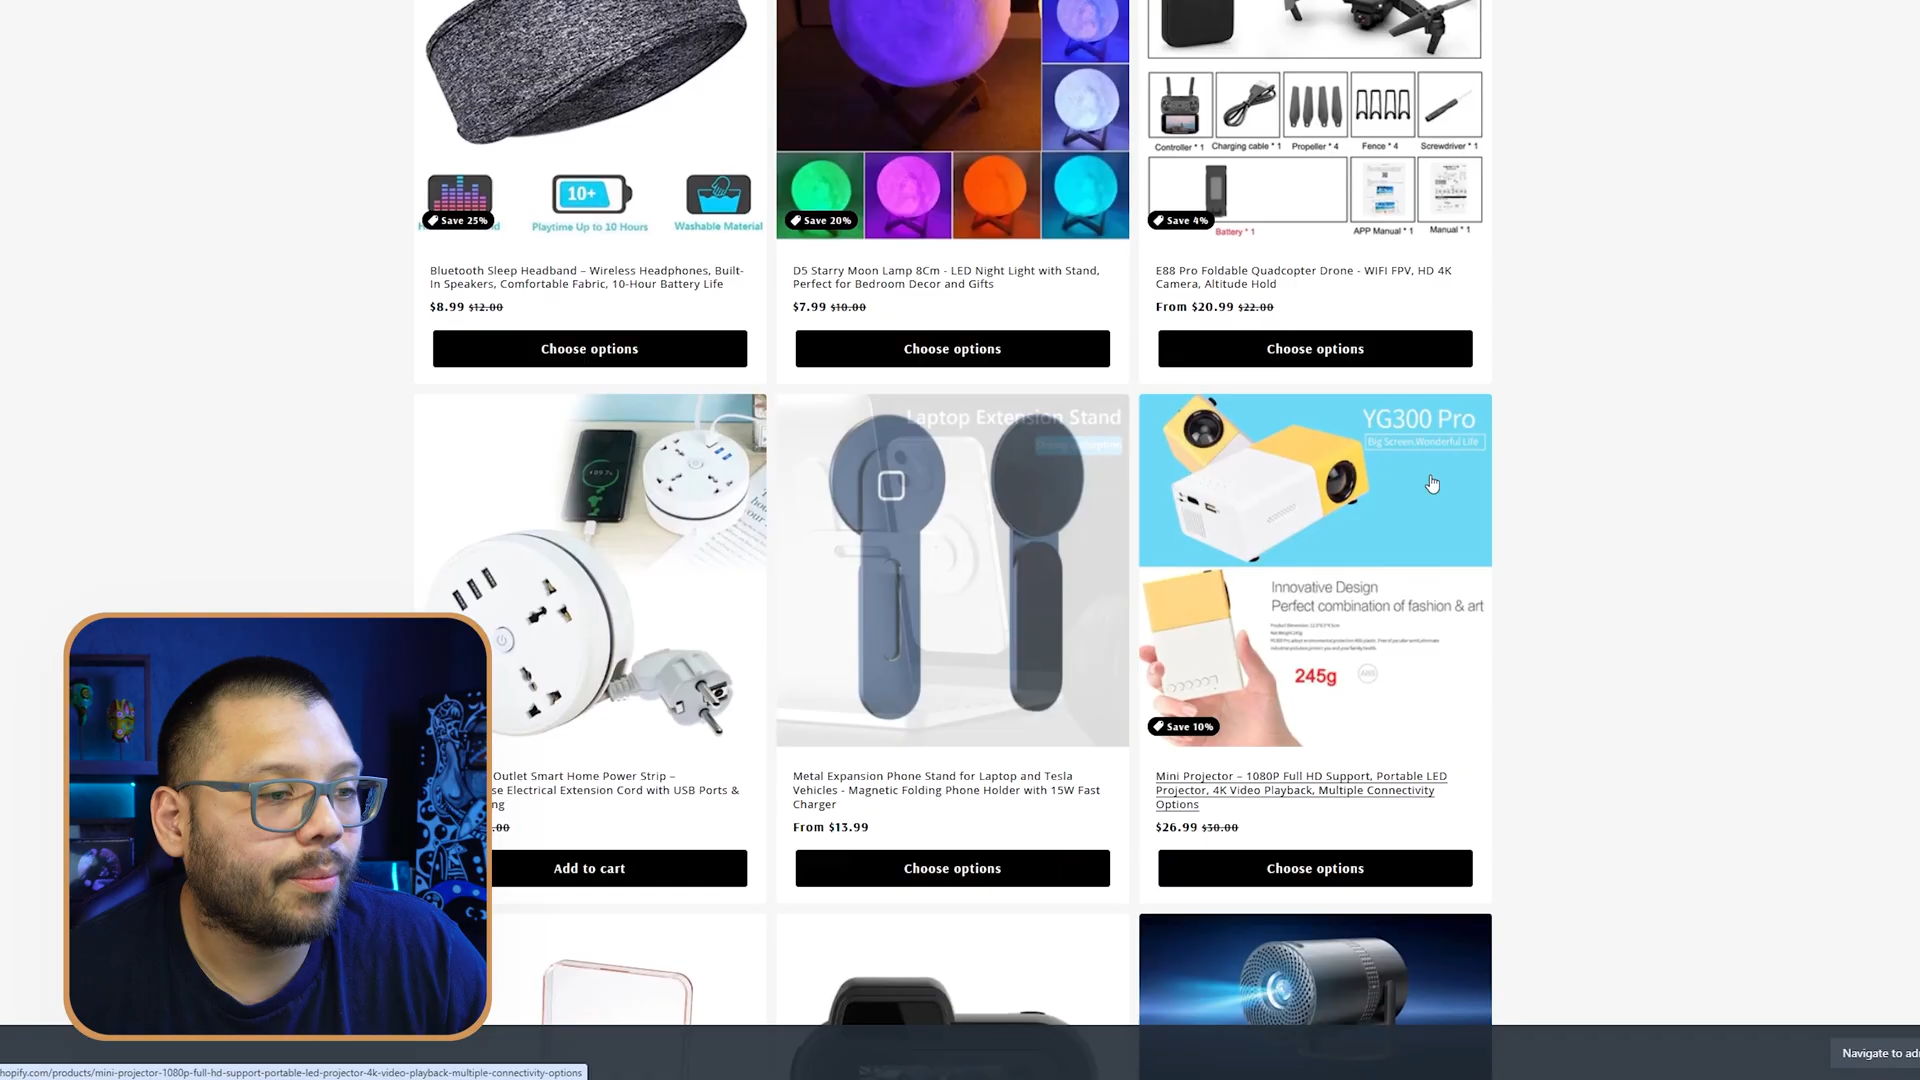 Save 25%
Playtime Up to 10 Hours
Washable Material
10+
Save 20%
Controller * 1
Charging cable * 1
Propeller * 4
Fence * 4
Screwdriver * 1
Save 4%
Battery * 1
APP Manual * 1
Manual * 1
Bluetooth Sleep Headband – Wireless Headphones, Built-
In Speakers, Comfortable Fabric, 10-Hour Battery Life
$8.99 $12.00
Choose options
D5 Starry Moon Lamp 8Cm - LED Night Light with Stand,
Perfect for Bedroom Decor and Gifts
$7.99 $10.00
Choose options
E88 Pro Foldable Quadcopter Drone - WIFI FPV, HD 4K
Camera, Altitude Hold
From $20.99 $22.00
Choose options
Outlet Smart Home Power Strip –
se Electrical Extension Cord with USB Ports &
ng
.00
Add to cart
Laptop Extension Stand
Metal Expansion Phone Stand for Laptop and Tesla
Vehicles - Magnetic Folding Phone Holder with 15W Fast
Charger
From $13.99
Choose options
YG300 Pro
Big Screen,Wonderful Life
Innovative Design
Perfect combination of fashion & art
245g
Save 10%
Mini Projector – 1080P Full HD Support, Portable LED
Projector, 4K Video Playback, Multiple Connectivity
Options
$26.99 $30.00
Choose options
Navigate to adm
hopify.com/products/mini-projector-1080p-full-hd-support-portable-led-projector-4k-video-playback-multiple-connectivity-options